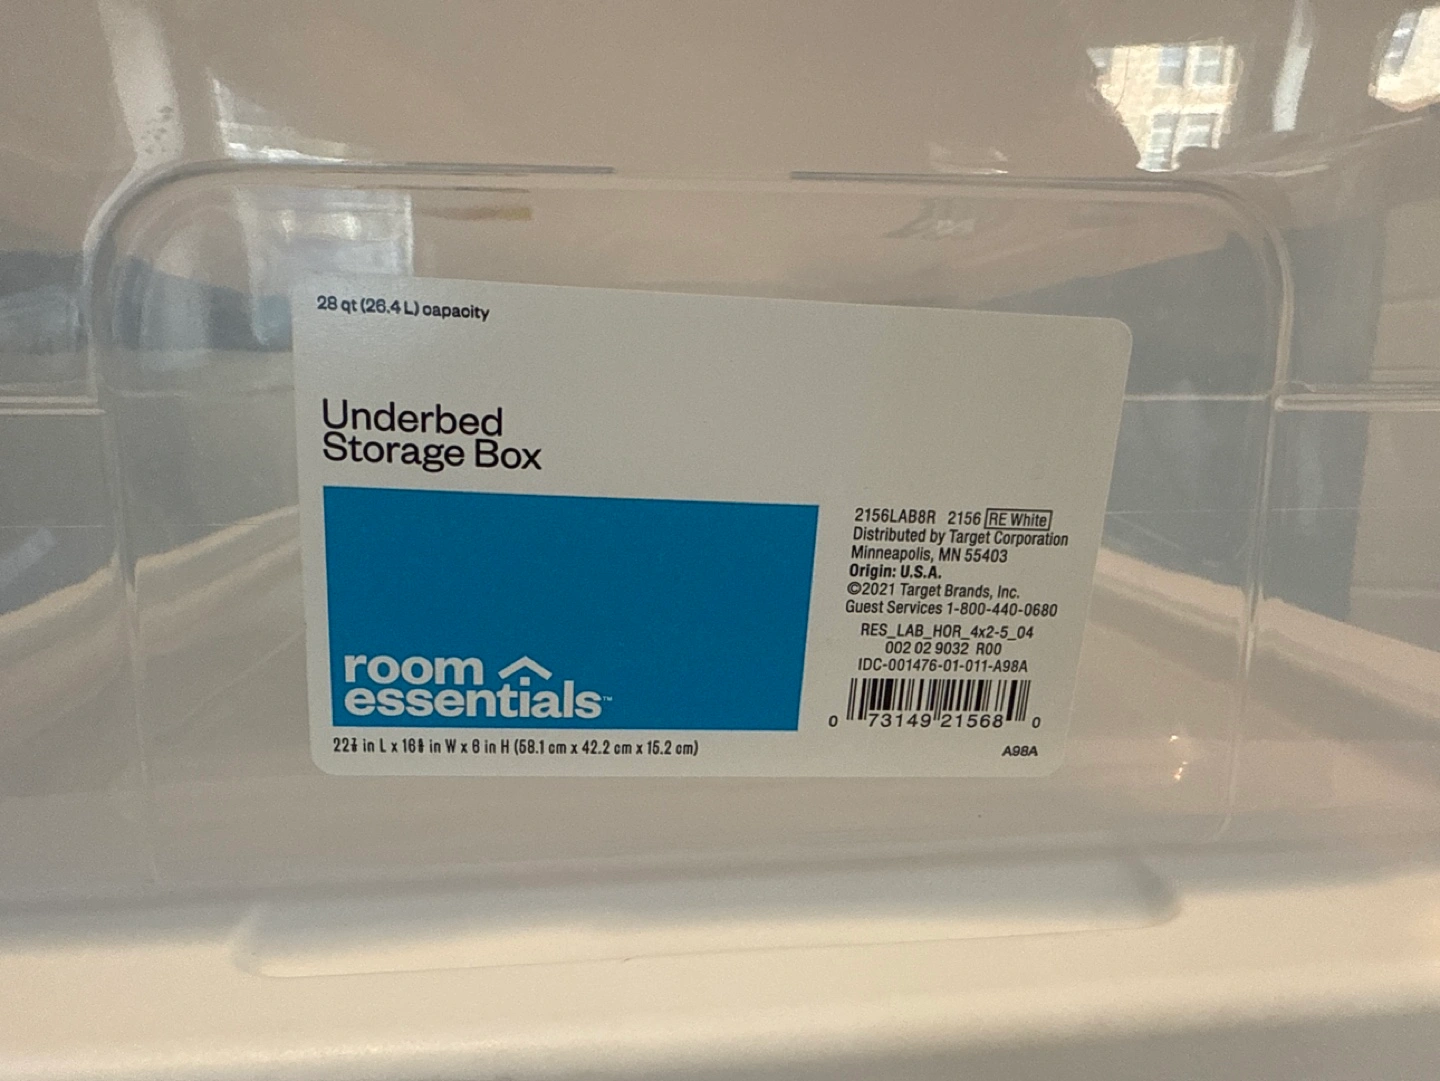 28 qt (26.4 L) capacity
Underbed
Storage Box
room
essentials™
22⅞ in L x 16⅝ in W x 6 in H (58.1 cm x 42.2 cm x 15.2 cm)
2156LAB8R 2156 RE White
Distributed by Target Corporation
Minneapolis, MN 55403
Origin: U.S.A.
©2021 Target Brands, Inc.
Guest Services 1-800-440-0680
RES_LAB_HOR_4x2-5_04
002 02 9032 R00
IDC-001476-01-011-A98A
0 73149 21568 0
A98A